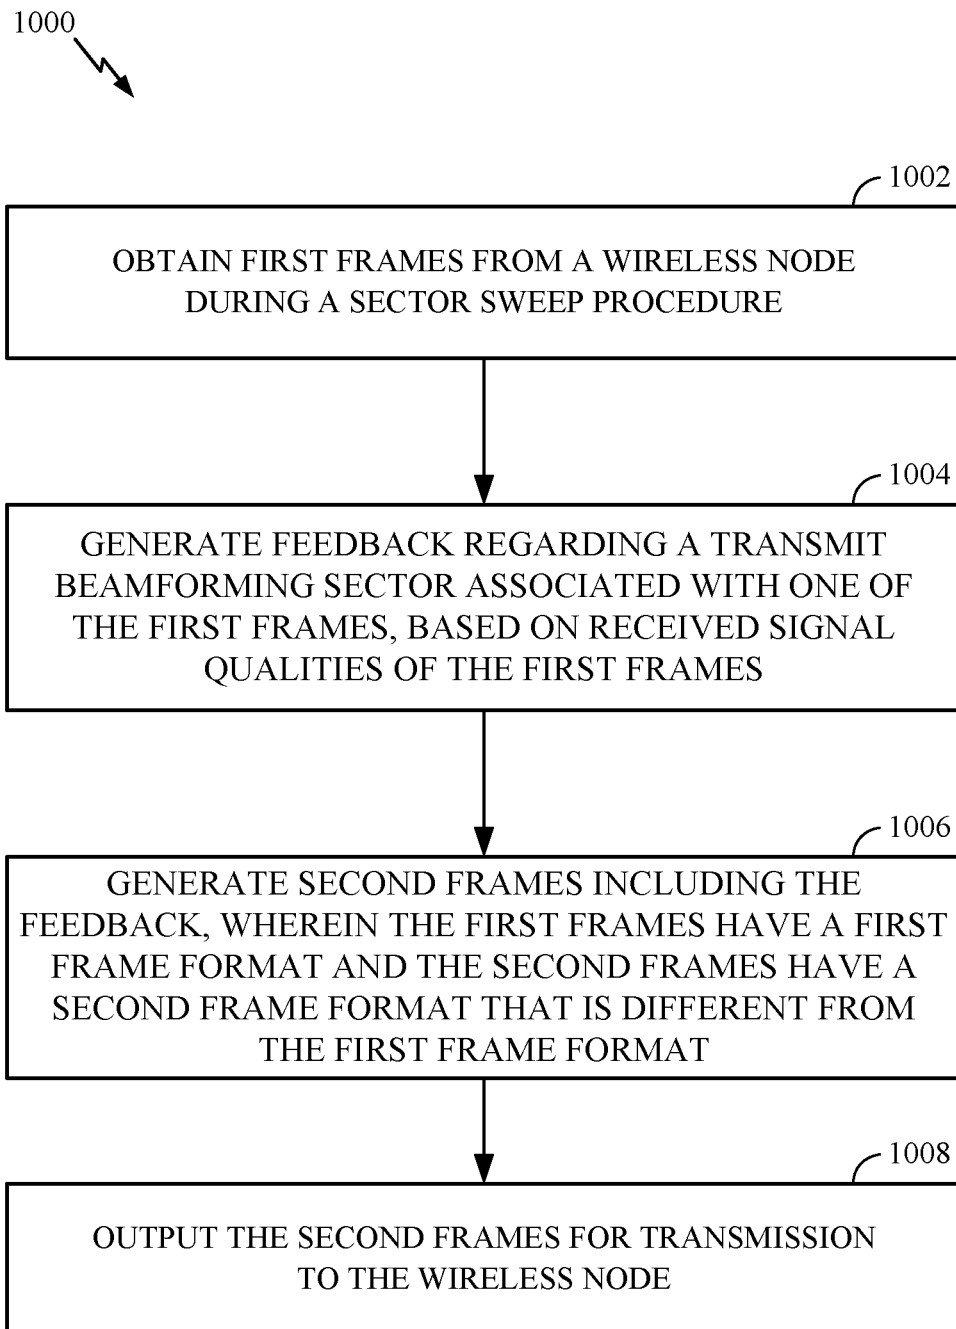 1000
1002
OBTAIN FIRST FRAMES FROM A WIRELESS NODE
DURING A SECTOR SWEEP PROCEDURE
1004
GENERATE FEEDBACK REGARDING A TRANSMIT
BEAMFORMING SECTOR ASSOCIATED WITH ONE OF
THE FIRST FRAMES, BASED ON RECEIVED SIGNAL
QUALITIES OF THE FIRST FRAMES
1006
GENERATE SECOND FRAMES INCLUDING THE
FEEDBACK, WHEREIN THE FIRST FRAMES HAVE A FIRST
FRAME FORMAT AND THE SECOND FRAMES HAVE A
SECOND FRAME FORMAT THAT IS DIFFERENT FROM
THE FIRST FRAME FORMAT
1008
OUTPUT THE SECOND FRAMES FOR TRANSMISSION
TO THE WIRELESS NODE